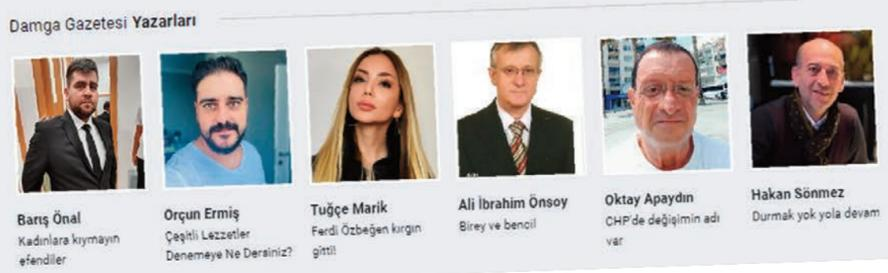 Damga Gazetesi Yazarları
Barış Önal
Kadınlara kıymayın
efendiler
Orçun Ermiş
Çeşitli Lezzetler
Denemeye Ne Dersiniz?
Tuğçe Marik
Ferdi Özbeğen kırgın
gitti!
Ali İbrahim Önsoy
Birey ve bencil
Oktay Apaydın
CHP'de değişimin adı
var
Hakan Sönmez
Durmak yok yola devam